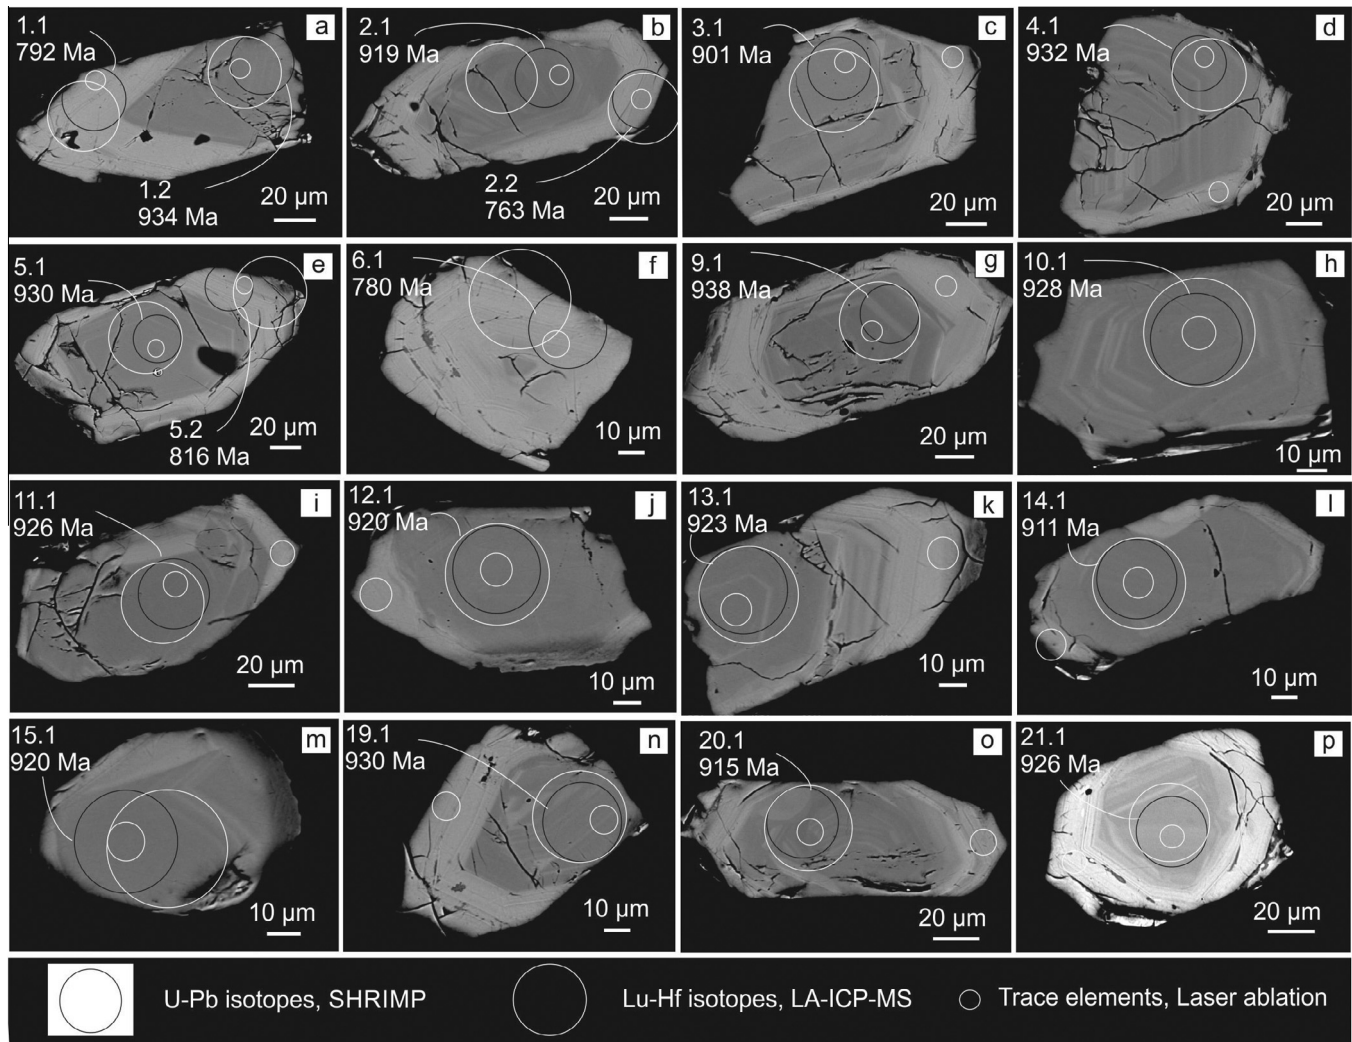 1.1
792 Ma
a
1.2
934 Ma
20 µm
2.1
919 Ma
b
2.2
763 Ma
20 µm
3.1
901 Ma
c
20 µm
4.1
932 Ma
d
20 µm
5.1
930 Ma
e
5.2
816 Ma
20 µm
6.1
780 Ma
f
10 µm
9.1
938 Ma
g
20 µm
10.1
928 Ma
h
10 µm
11.1
926 Ma
i
20 µm
12.1
920 Ma
j
10 µm
13.1
923 Ma
k
10 µm
14.1
911 Ma
l
10 µm
15.1
920 Ma
m
10 µm
19.1
930 Ma
n
10 µm
20.1
915 Ma
o
20 µm
21.1
926 Ma
p
20 µm
U-Pb isotopes, SHRIMP
Lu-Hf isotopes, LA-ICP-MS
Trace elements, Laser ablation